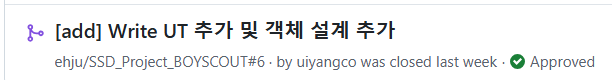 [add] Write UT 추가 및 객체 설계 추가
ehju/SSD_Project_BOYSCOUT#6 · by uiyangco was closed last week · Approved